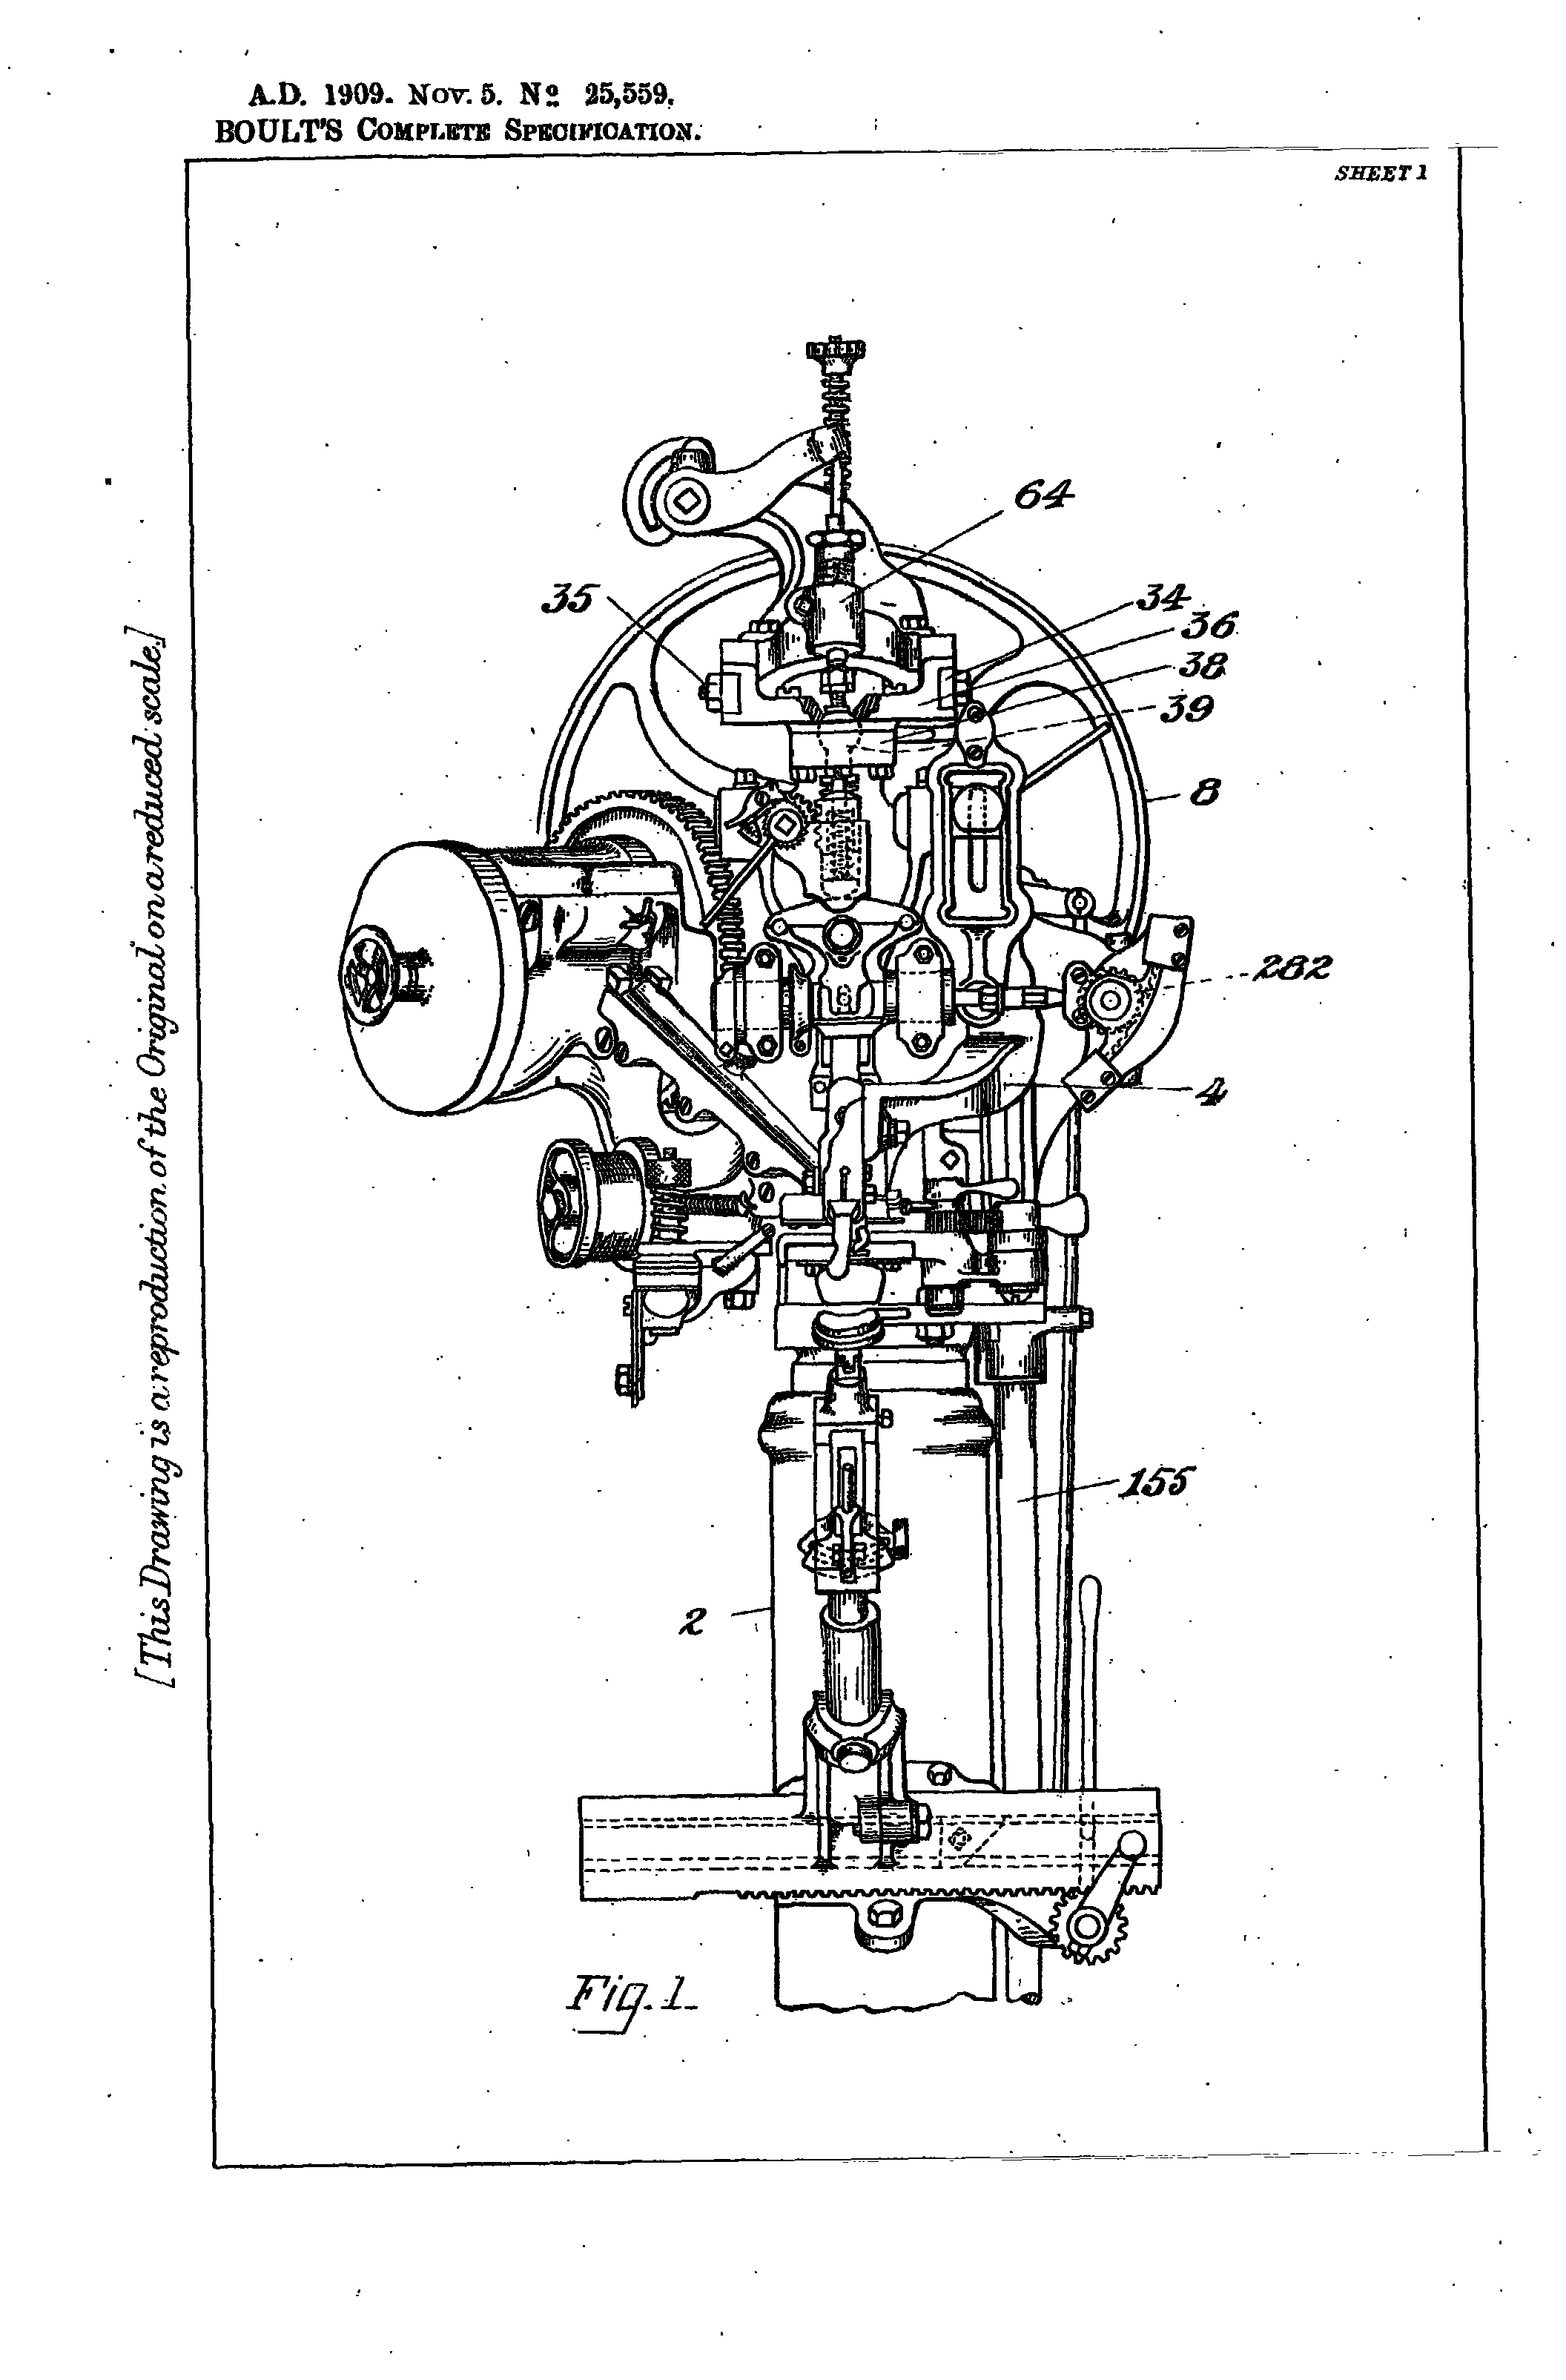 A.D. 1909. Nov. 5. No 25,559.
BOULT'S COMPLETE SPECIFICATION.
SHEET 1
[This Drawing is a reproduction of the Original on a reduced scale.]
64
35
34
36
38
39
8
282
4
155
2
Fig. 1.